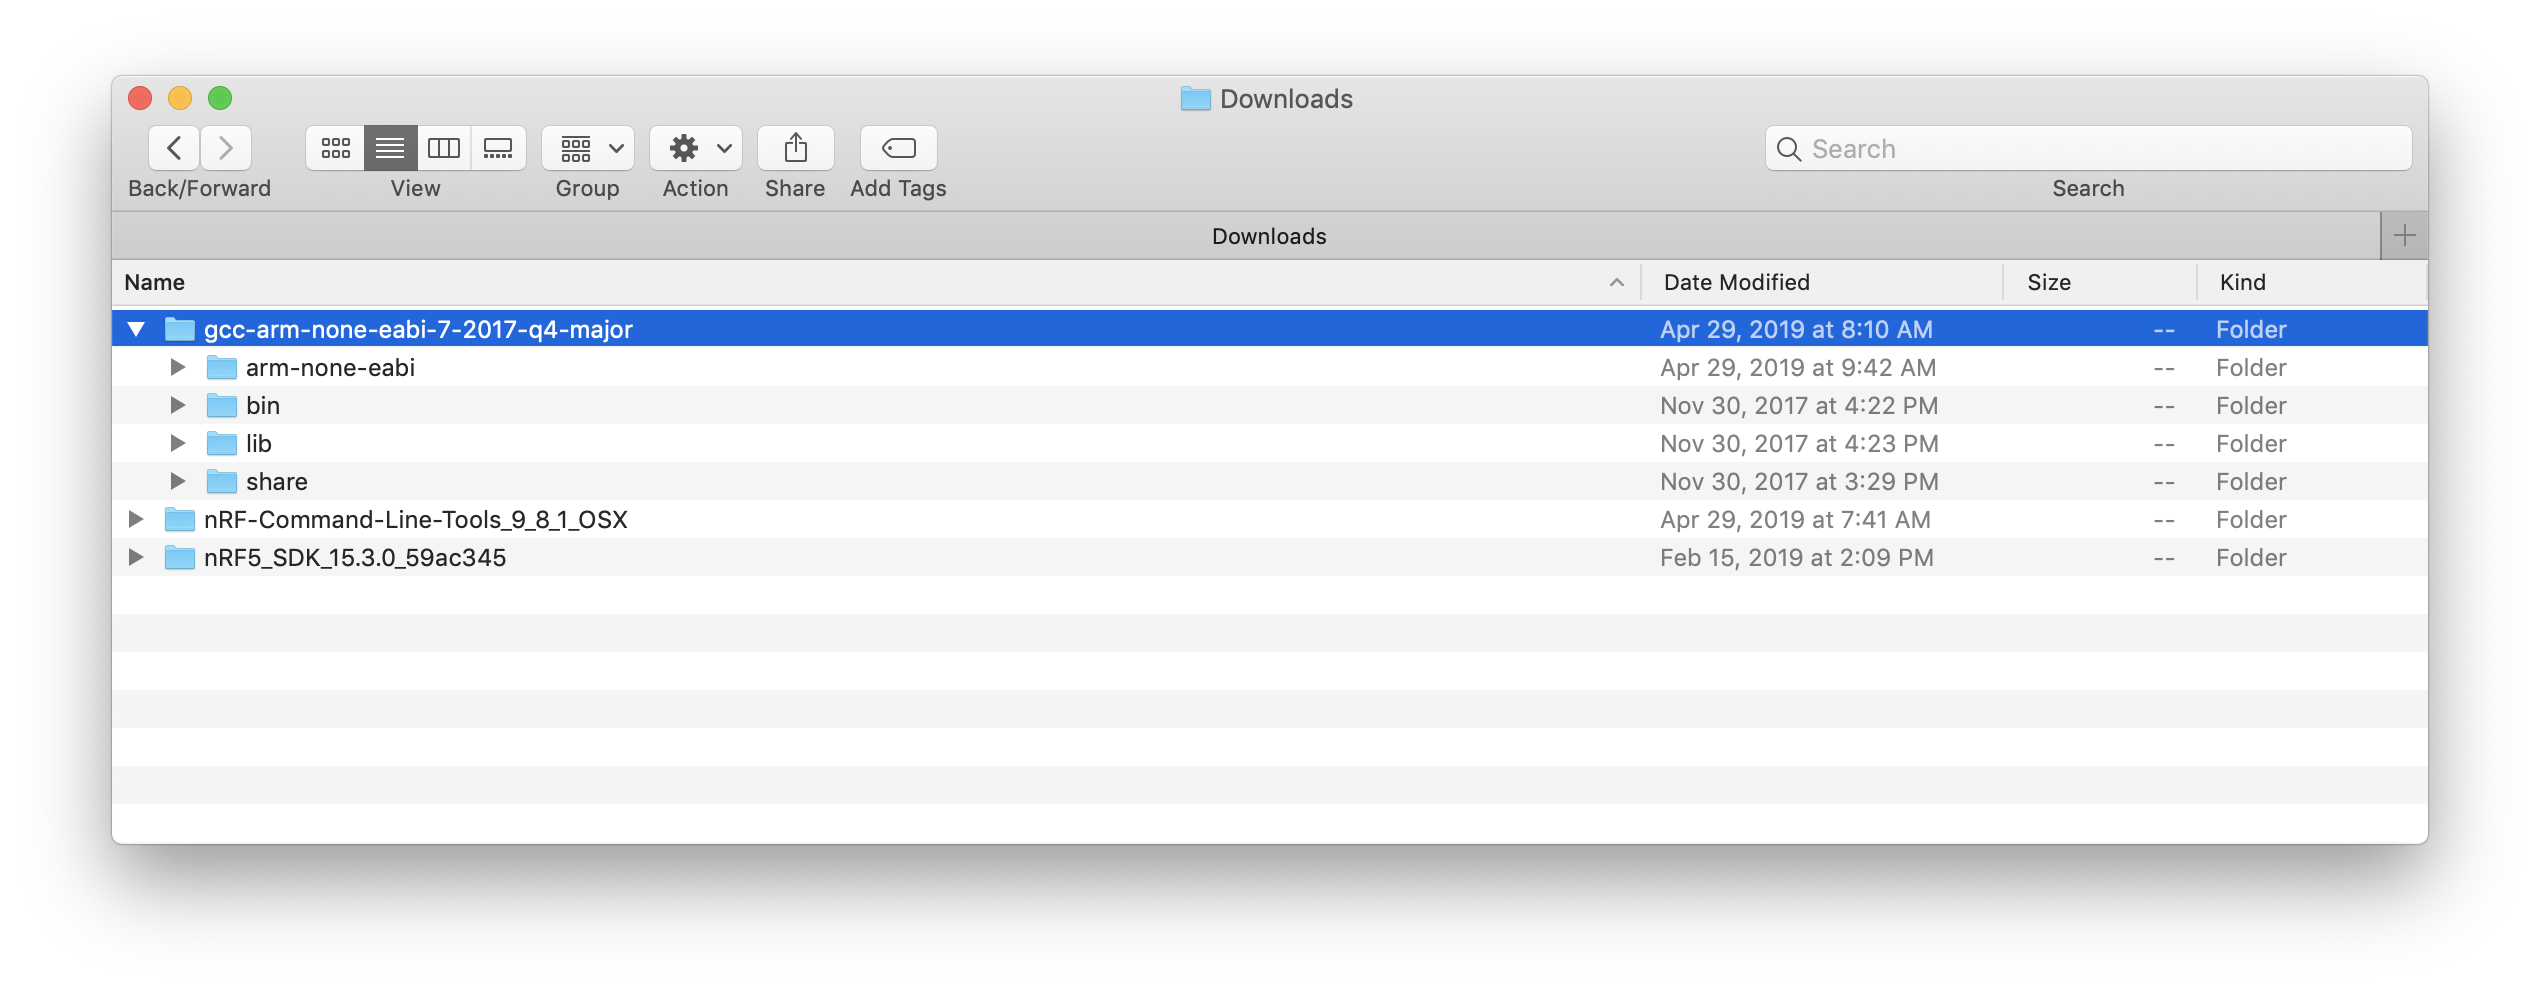 Downloads
Back/Forward View Group Action Share Add Tags Search
Search
Downloads
Name Date Modified Size Kind
gcc-arm-none-eabi-7-2017-q4-major Apr 29, 2019 at 8:10 AM -- Folder
arm-none-eabi Apr 29, 2019 at 9:42 AM -- Folder
bin Nov 30, 2017 at 4:22 PM -- Folder
lib Nov 30, 2017 at 4:23 PM -- Folder
share Nov 30, 2017 at 3:29 PM -- Folder
nRF-Command-Line-Tools_9_8_1_OSX Apr 29, 2019 at 7:41 AM -- Folder
nRF5_SDK_15.3.0_59ac345 Feb 15, 2019 at 2:09 PM -- Folder